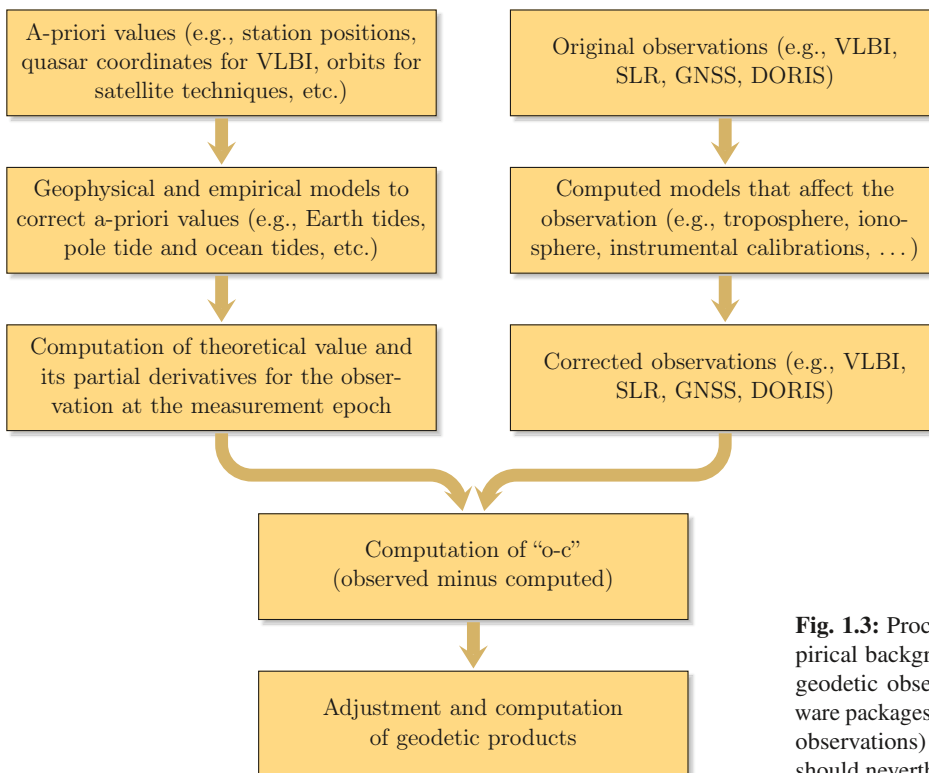 A-priori values (e.g., station positions,
quasar coordinates for VLBI, orbits for
satellite techniques, etc.)
Original observations (e.g., VLBI,
SLR, GNSS, DORIS)
Geophysical and empirical models to
correct a-priori values (e.g., Earth tides,
pole tide and ocean tides, etc.)
Computed models that affect the
observation (e.g., troposphere, iono-
sphere, instrumental calibrations, ...)
Computation of theoretical value and
its partial derivatives for the obser-
vation at the measurement epoch
Corrected observations (e.g., VLBI,
SLR, GNSS, DORIS)
Computation of “o-c”
(observed minus computed)
Adjustment and computation
of geodetic products
Fig. 1.3: Proc
pirical backgr
geodetic obse
ware packages
observations)
should neverth